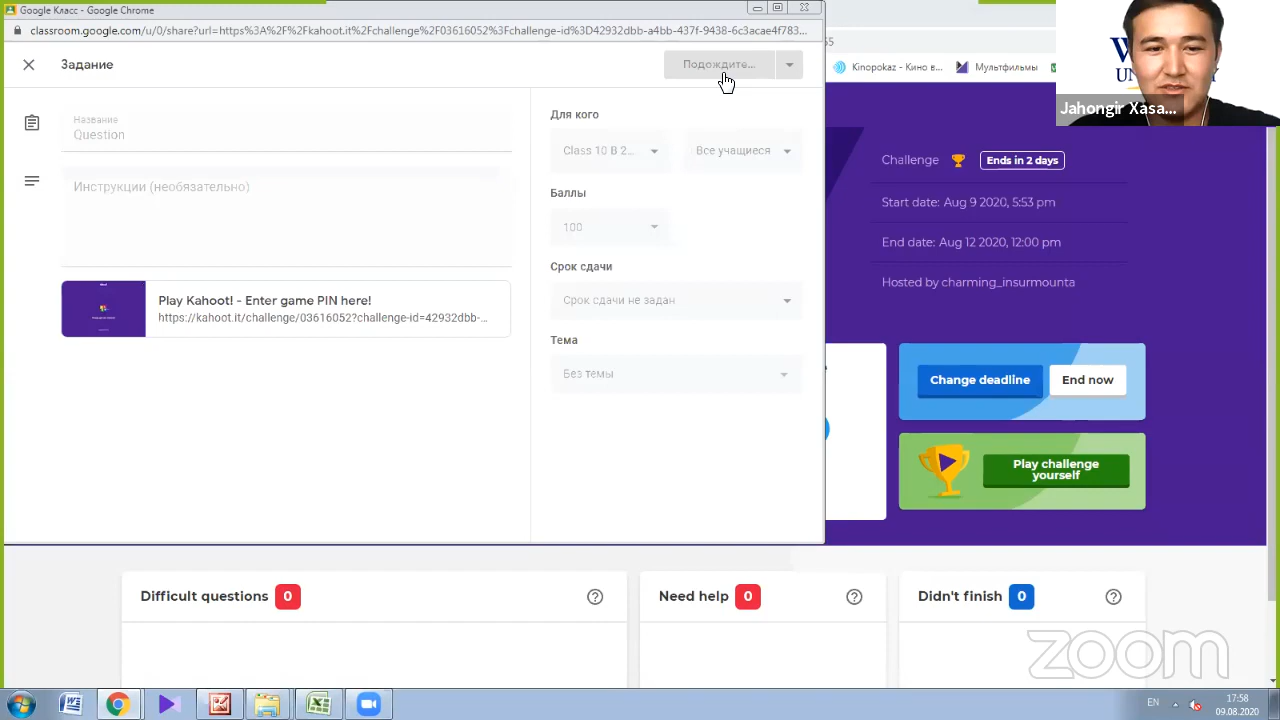 Google Класс - Google Chrome
classroom.google.com/u/0/share?url=https%3A%2F%2Fkahoot.it%2Fchallenge%2F03616052%3Fchallenge-id%3D42932dbb-a4bb-437f-9438-6c3acae4f783...
Задание
Подождите...
Название
Question
Инструкции (необязательно)
Play Kahoot! - Enter game PIN here!
https://kahoot.it/challenge/03616052?challenge-id=42932dbb-...
Для кого
Class 10 B 2...
Все учащиеся
Баллы
100
Срок сдачи
Срок сдачи не задан
Тема
Без темы
Kinopokaz - Кино в...
Мультфильмы
Jahongir Xasa...
Challenge
Ends in 2 days
Start date: Aug 9 2020, 5:53 pm
End date: Aug 12 2020, 12:00 pm
Hosted by charming_insurmounta
Change deadline
End now
Play challenge
yourself
Difficult questions 0
Need help 0
Didn't finish 0
zoom
EN
17:58
09.08.2020